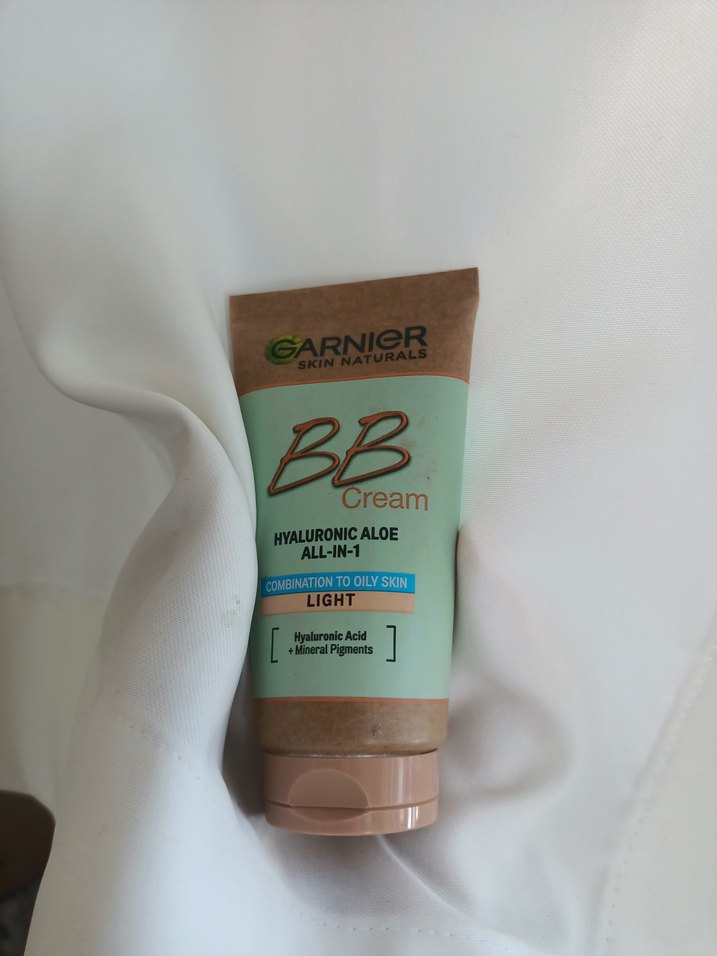 GARNIER
SKIN NATURALS
BB
Cream
HYALURONIC ALOE
ALL-IN-1
COMBINATION TO OILY SKIN
LIGHT
Hyaluronic Acid
+ Mineral Pigments